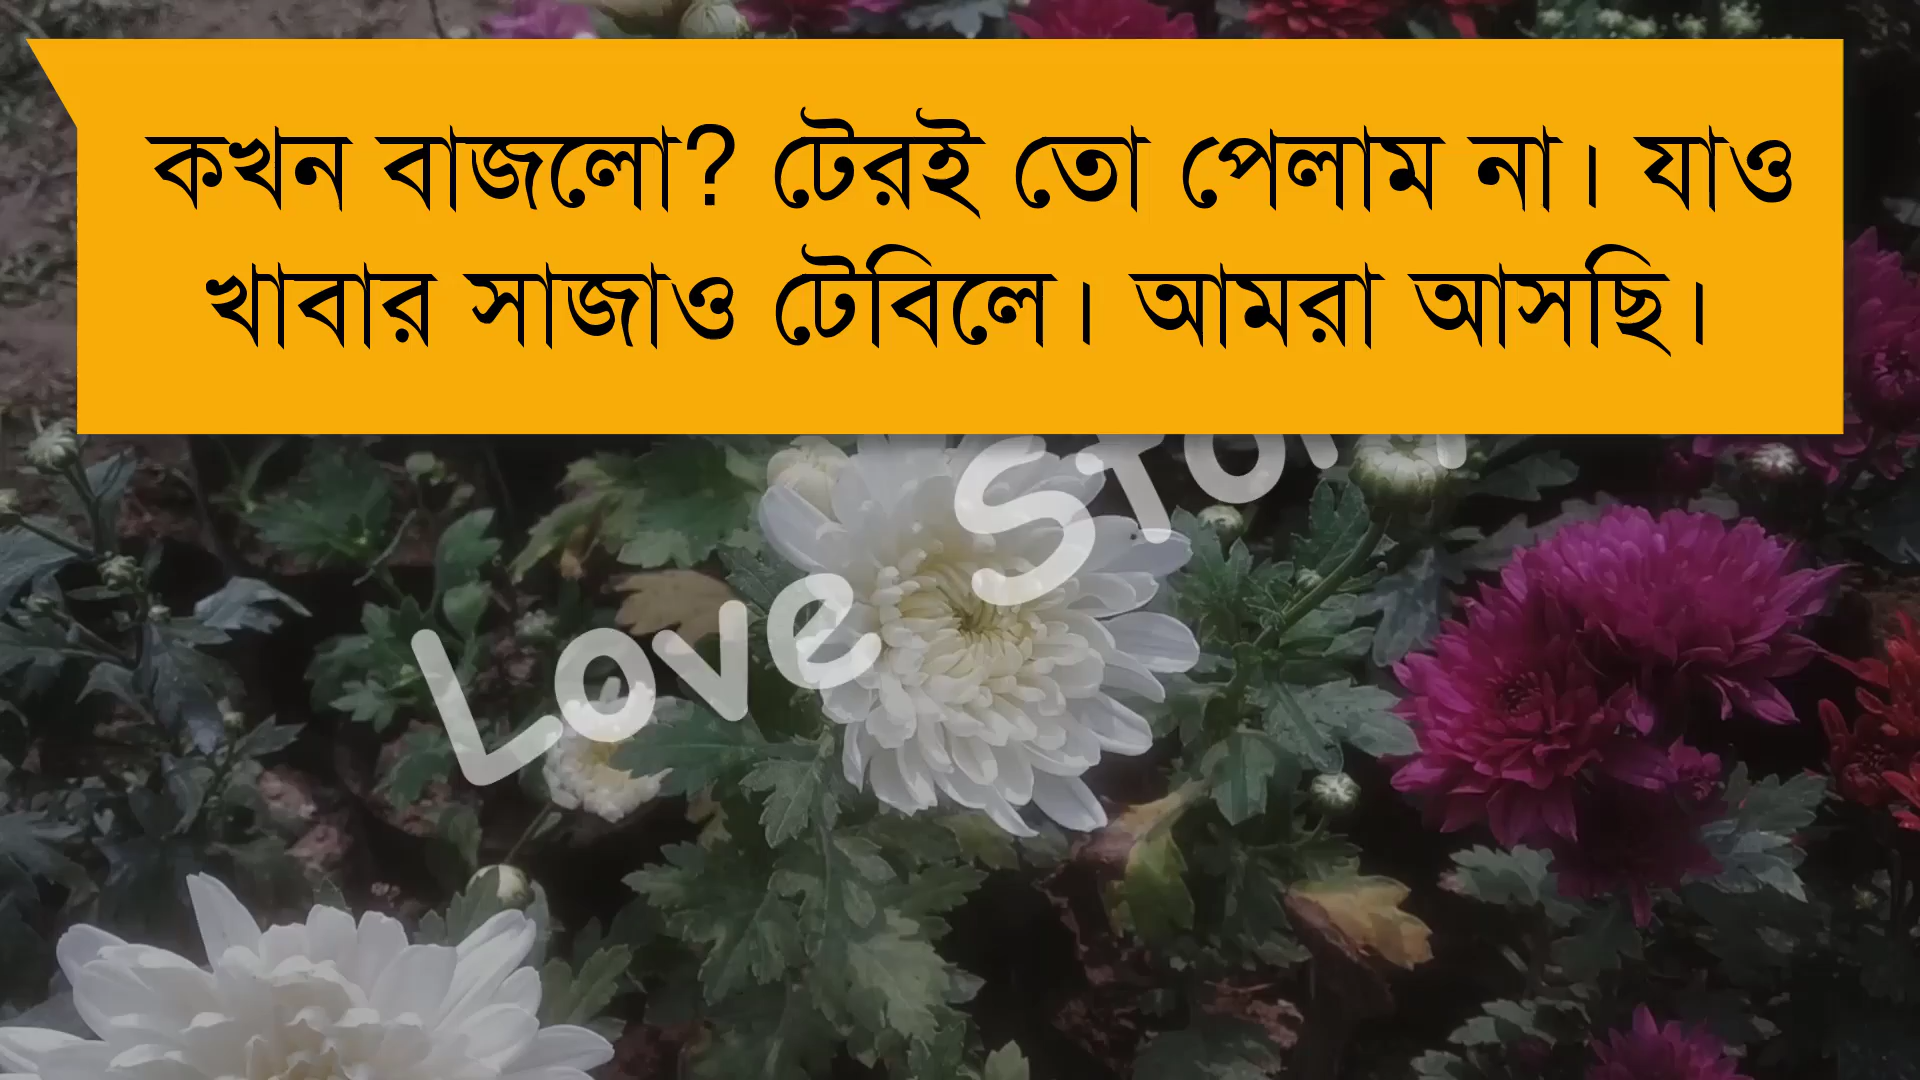 কখন বাজলো? টেরই তো পেলাম না। যাও
খাবার সাজাও টেবিলে। আমরা আসছি।
Love Story